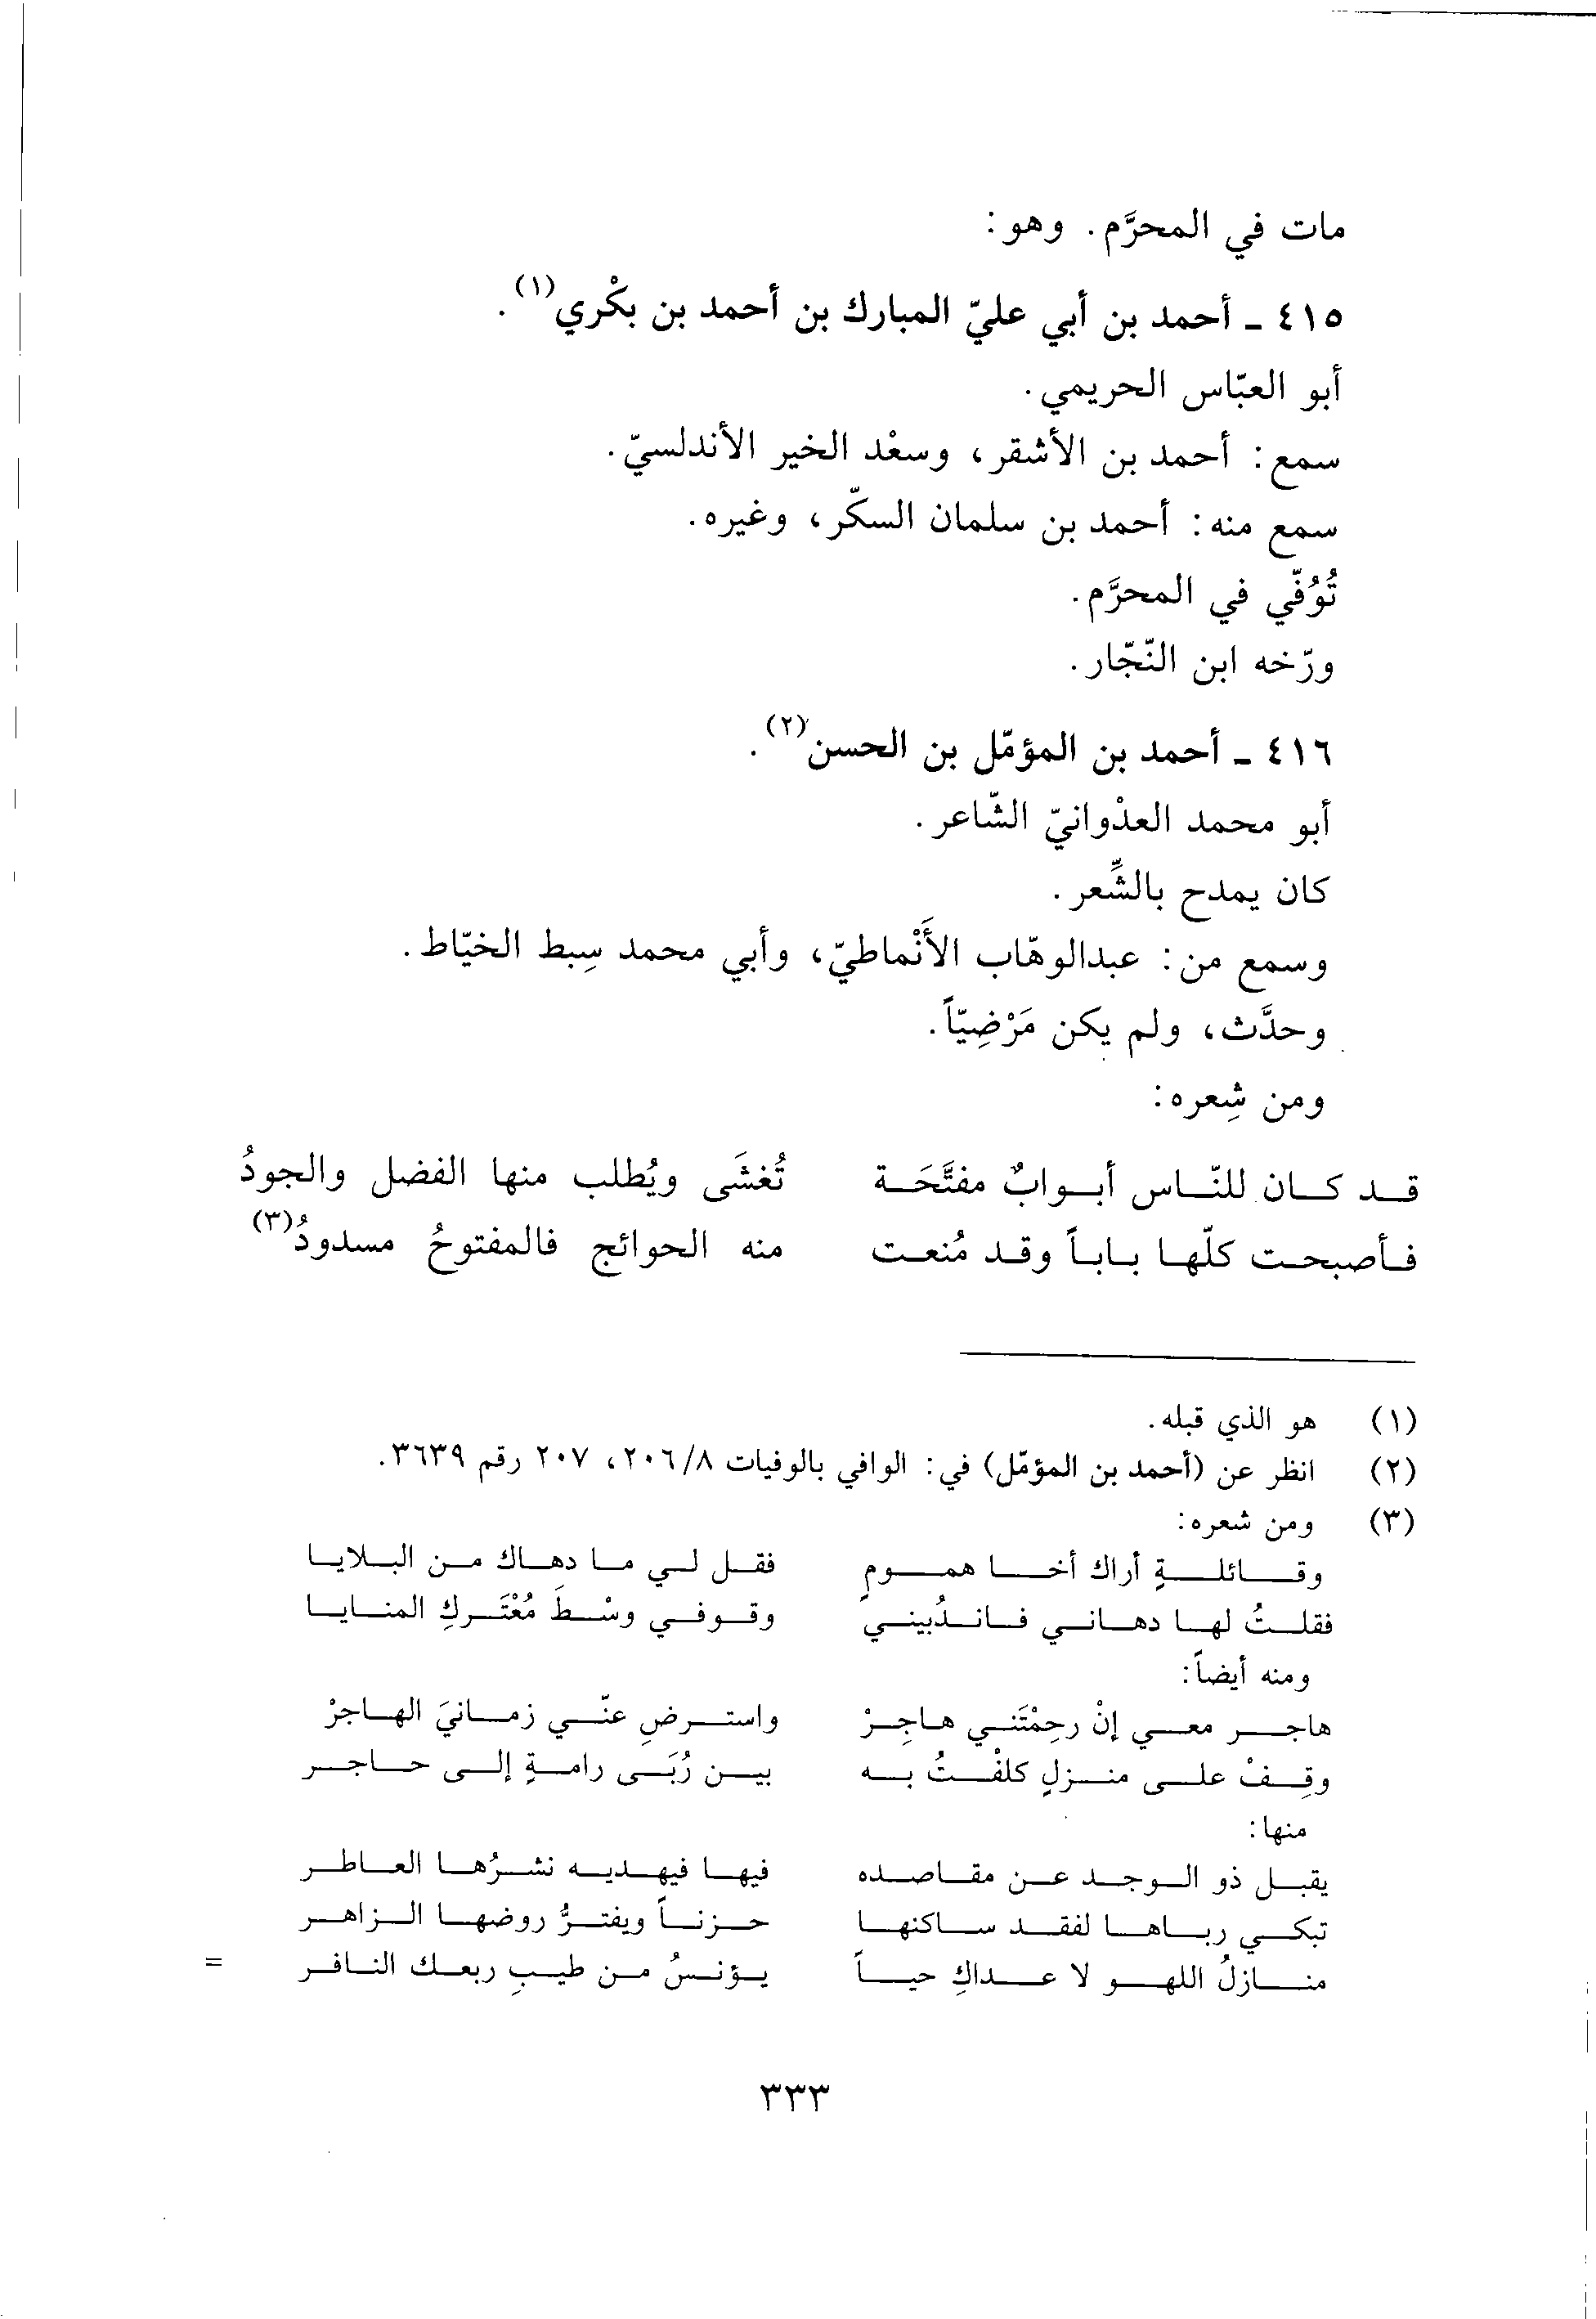 مات في المحرَّم. وهو:
٤١٥ ـ أحمد بن أبي عليّ المبارك بن أحمد بن بكْري(١).
أبو العبّاس الحريمي.
سمع: أحمد بن الأشقر، وسعْد الخير الأندلسيّ.
سمع منه: أحمد بن سلمان السكّر، وغيره.
تُوُفّي في المحرَّم.
ورّخه ابن النّجّار.
٤١٦ ـ أحمد بن المؤمّل بن الحسن(٢).
أبو محمد العدْوانيّ الشّاعر.
كان يمدح بالشِّعر.
وسمع من: عبدالوهّاب الأَنْماطيّ، وأبي محمد سِبط الخيّاط.
وحدَّث، ولم يكن مَرْضِيّاً.
ومن شِعره:
قد كان للنّاس أبوابٌ مفتَّحَة تُغشَى ويُطلب منها الفضل والجودُ
فأصبحت كلّها باباً وقد مُنعت منه الحوائج فالمفتوحُ مسدودُ(٣)
(١) هو الذي قبله.
(٢) انظر عن (أحمد بن المؤمّل) في: الوافي بالوفيات ٨/٢٠٦، ٢٠٧ رقم ٣٦٣٩.
(٣) ومن شعره:
وقائلةٍ أراك أخا همومٍ فقل لي ما دهاك من البلايا
فقلتُ لها دهاني فاندُبيني وقوفي وسْطَ مُعْتَركِ المنايا
ومنه أيضاً:
هاجر معي إنْ رحِمْتَني هاجِرْ واسترضِ عنّي زمانيَ الهاجرْ
وقِفْ على منزلٍ كلفْتُ به بين رُبَى رامةٍ إلى حاجر
منها:
يقبل ذو الوجد عن مقاصده فيها فيهديه نشرُها العاطر
تبكي رباها لفقد ساكنها حزناً ويفترُّ روضها الزاهر
منازلُ اللهو لا عداكِ حياً يؤنسُ من طيبِ ربعك النافر =
٣٣٣